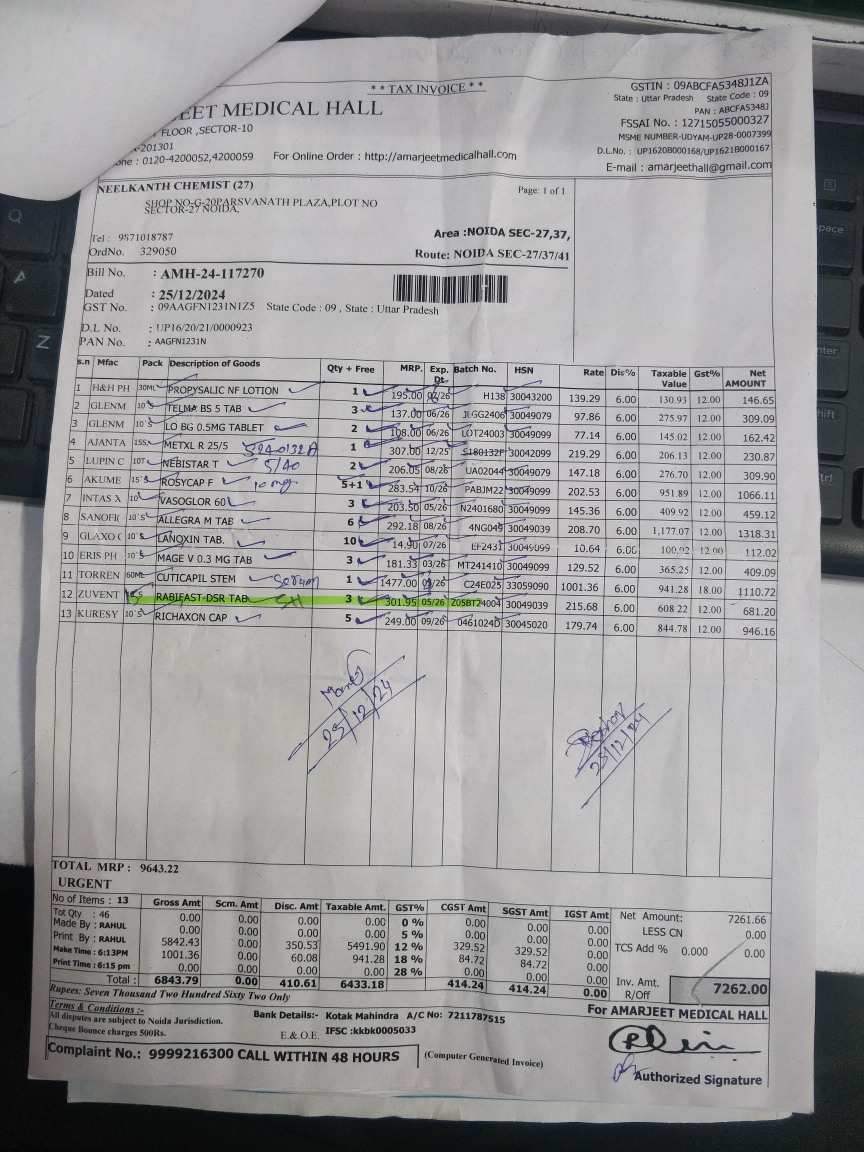 * * TAX INVOICE * *
JEET MEDICAL HALL
FLOOR ,SECTOR-10
-201301
one : 0120-4200052,4200059 For Online Order : http://amarjeetmedicalhall.com
GSTIN : 09ABCFA5348J1ZA
State : Uttar Pradesh State Code : 09
PAN : ABCFA5348J
FSSAI No. : 12715055000327
MSME NUMBER-UDYAM-UP28-0007399
D.L.No. : UP1620B000168/UP1621B000167
E-mail : amarjeethall@gmail.com
NEELKANTH CHEMIST (27) Page: 1 of 1
SHOP NO-G-20PARSVANATH PLAZA,PLOT NO
SECTOR-27 NOIDA,
Tel : 9871018787 Area :NOIDA SEC-27,37,
OrdNo. 329050 Route: NOIDA SEC-27/37/41
Bill No. : AMH-24-117270
Dated : 25/12/2024
GST No. : 09AAGFN1231N1Z5 State Code : 09 , State : Uttar Pradesh
D.L No. : UP16/20/21/0000923
PAN No. : AAGFN1231N
s.n Mfac Pack Description of Goods Qty + Free MRP. Exp. Dt. Batch No. HSN Rate Dis% Taxable Value Gst% Net AMOUNT
1 H&H PH 30ML PROPYSALIC NF LOTION 1 195.00 H138 30043200 139.29 6.00 130.93 12.00 146.65
2 GLENM 10'S TELMA BS 5 TAB 3 137.00 06/26 JLGG2406 30049079 97.86 6.00 275.97 12.00 309.09
3 GLENM 10'S LO BG 0.5MG TABLET 2 108.00 06/26 LOT24003 30049099 77.14 6.00 145.02 12.00 162.42
4 AJANTA 15S METXL R 25/5 S240132A 1 307.00 12/25 S180132F 30042099 219.29 6.00 206.13 12.00 230.87
5 LUPIN C 10T NEBISTAR T 5/40 2 206.05 08/26 UA02044 30049079 147.18 6.00 276.70 12.00 309.90
6 AKUME 15'S ROSYCAP F 10mg 5+1 283.54 10/26 PABJM22 30049099 202.53 6.00 951.89 12.00 1066.11
7 INTAS X 10 VASOGLOR 60 3 203.50 05/26 N2401680 30049099 145.36 6.00 409.92 12.00 459.12
8 SANOFI( 10'S ALLEGRA M TAB 6 292.18 08/26 4NG049 30049039 208.70 6.00 1,177.07 12.00 1318.31
9 GLAXO ( 10'S LANOXIN TAB. 10 14.90 07/26 EF2431 30049099 10.64 6.00 100.02 12.00 112.02
10 ERIS PH 10'S MAGE V 0.3 MG TAB 3 181.33 03/26 MT241410 30049099 129.52 6.00 365.25 12.00 409.09
11 TORREN 60ML CUTICAPIL STEM Serum 1 1477.00 C24E025 33059090 1001.36 6.00 941.28 18.00 1110.72
12 ZUVENT 15S RABIFAST-DSR TAB 3 301.95 05/26 Z05BT24004 30049039 215.68 6.00 608.22 12.00 681.20
13 KURESY 10'S RICHAXON CAP 5 249.00 09/26 0461024D 30045020 179.74 6.00 844.78 12.00 946.16
25/12/24
25/12/24
TOTAL MRP : 9643.22
URGENT
No of Items : 13 Gross Amt Scm. Amt Disc. Amt Taxable Amt. GST% CGST Amt SGST Amt IGST Amt Net Amount: 7261.66
Tot Qty : 46 0.00 0.00 0.00 0.00 0 % 0.00 0.00 0.00 LESS CN 0.00
Made By : RAHUL 0.00 0.00 0.00 0.00 5 % 0.00 0.00 0.00 TCS Add % 0.000 0.00
Print By : RAHUL 5842.43 0.00 350.53 5491.90 12 % 329.52 329.52 0.00
Make Time : 6:13PM 1001.36 0.00 60.08 941.28 18 % 84.72 84.72 0.00
Print Time : 6:15 pm 0.00 0.00 0.00 0.00 28 % 0.00 0.00 0.00
Total : 6843.79 0.00 410.61 6433.18 414.24 414.24 0.00 Inv. Amt. R/Off 7262.00
Rupees: Seven Thousand Two Hundred Sixty Two Only
For AMARJEET MEDICAL HALL
Terms & Conditions :-
All disputes are subject to Noida Jurisdiction.
Cheque Bounce charges 500Rs.
Bank Details:- Kotak Mahindra A/C No: 7211787515
E.& O.E. IFSC :kkbk0005033
Complaint No.: 9999216300 CALL WITHIN 48 HOURS (Computer Generated Invoice)
Authorized Signature